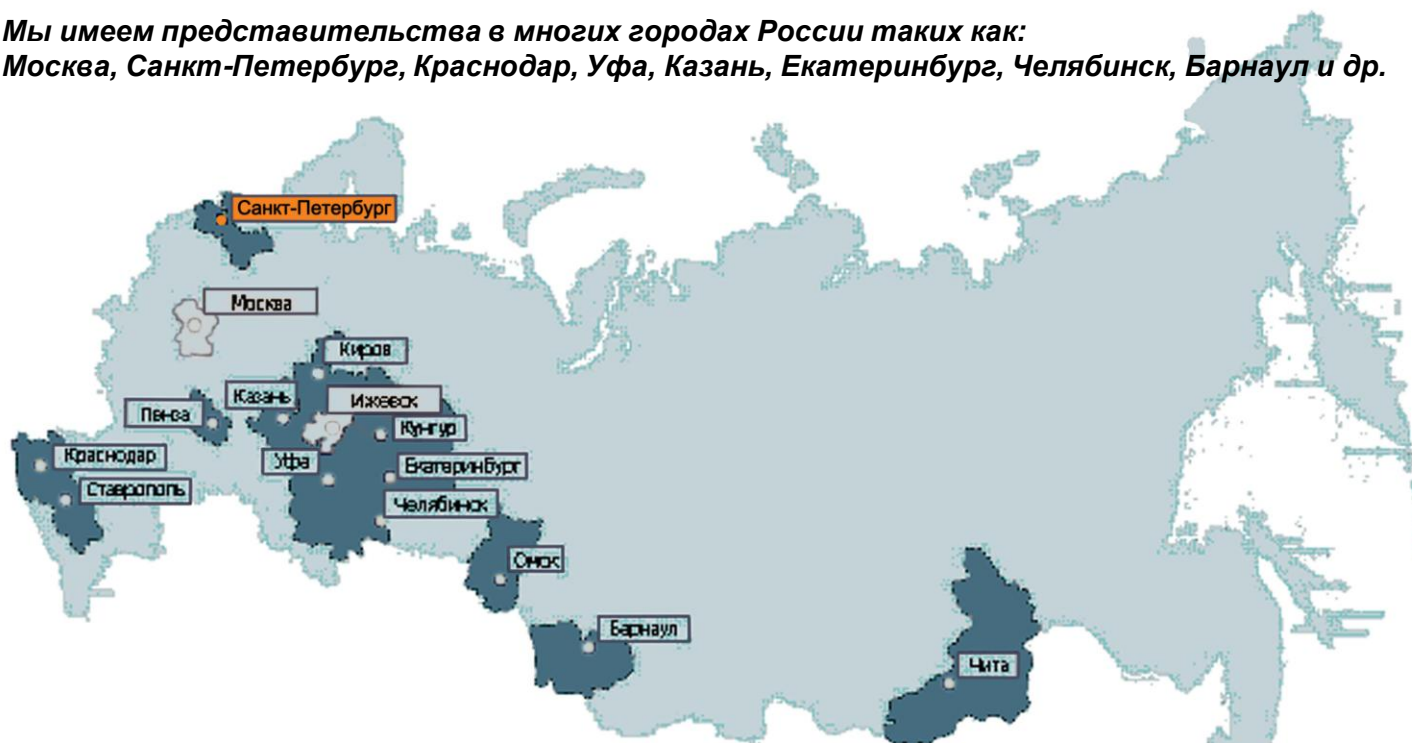 Мы имеем представительства в многих городах России таких как:
Москва, Санкт-Петербург, Краснодар, Уфа, Казань, Екатеринбург, Челябинск, Барнаул и др.
Санкт-Петербург
Москва
Киров
Казань
Ижевск
Пенза
Кунгур
Краснодар
Уфа
Екатеринбург
Ставрополь
Челябинск
Омск
Барнаул
Чита